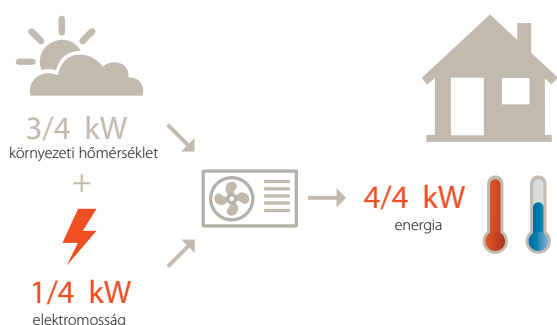 3/4 kW
környezeti hőmérséklet
+
1/4 kW
elektromosság
4/4 kW
energia